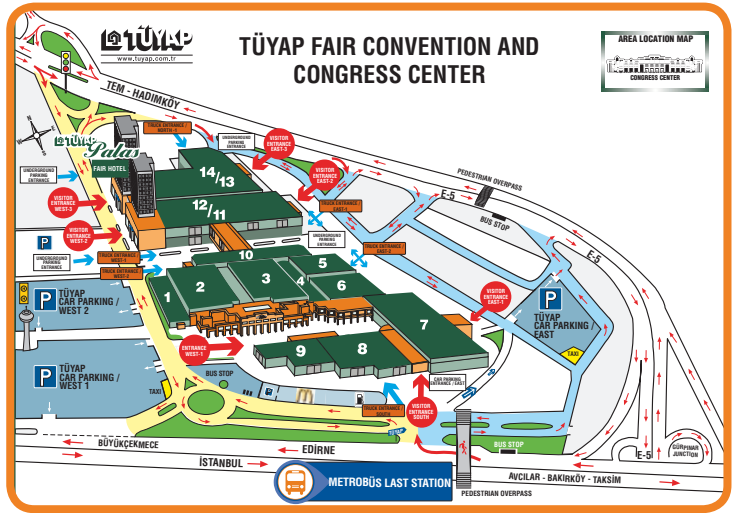 TÜYAP
www.tuyap.com.tr
TÜYAP FAIR CONVENTION AND
CONGRESS CENTER
AREA LOCATION MAP
CONGRESS CENTER
TEM - HADIMKÖY
TRUCK ENTRANCE /
NORTH -1
UNDERGROUND
PARKING
ENTRANCE
VISITOR
ENTRANCE
EAST-3
N
TÜYAP
Palas
FAIR HOTEL
UNDERGROUND
PARKING
ENTRANCE
14/13
VISITOR
ENTRANCE
EAST-2
PEDESTRIAN OVERPASS
E-5
VISITOR
ENTRANCE
WEST-3
12/11
TRUCK ENTRANCE /
EAST-1
BUS STOP
VISITOR
ENTRANCE
WEST-2
UNDERGROUND
PARKING
ENTRANCE
TRUCK ENTRANCE /
EAST-2
E-5
P
UNDERGROUND
PARKING
ENTRANCE
TRUCK ENTRANCE /
WEST-1
TRUCK ENTRANCE /
WEST-2
10
1
2
3
4
5
6
7
P
TÜYAP
CAR PARKING /
WEST 2
VISITOR
ENTRANCE
EAST-1
P
TÜYAP
CAR PARKING /
EAST
TAXI
ENTRANCE
WEST-1
9
8
P
TÜYAP
CAR PARKING /
WEST 1
BUS STOP
TAXI
CAR PARKING
ENTRANCE / EAST
TRUCK ENTRANCE /
SOUTH
VISITOR
ENTRANCE
SOUTH
TÜYAP
BÜYÜKÇEKMECE
EDİRNE
BUS STOP
E-5
GÜRPINAR
JUNCTION
İSTANBUL
METROBÜS LAST STATION
AVCILAR - BAKIRKÖY - TAKSİM
PEDESTRIAN OVERPASS